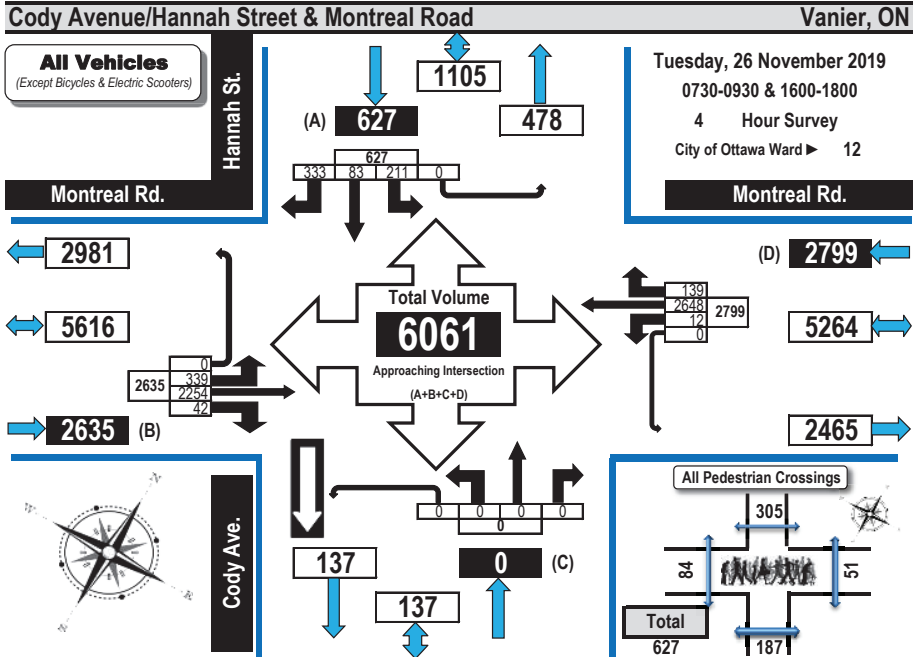 Cody Avenue/Hannah Street & Montreal Road Vanier, ON
All Vehicles
(Except Bicycles & Electric Scooters)
Hannah St.
Montreal Rd.
1105
(A) 627
478
627
333 83 211 0
Tuesday, 26 November 2019
0730-0930 & 1600-1800
4 Hour Survey
City of Ottawa Ward ► 12
Montreal Rd.
2981
5616
0
339
2254
42
2635
2635 (B)
Total Volume
6061
Approaching Intersection
(A+B+C+D)
(D) 2799
139
2648
12
0
2799
5264
2465
Cody Ave.
0 0 0 0
0
137
0 (C)
137
All Pedestrian Crossings
305
84
51
187
Total
627